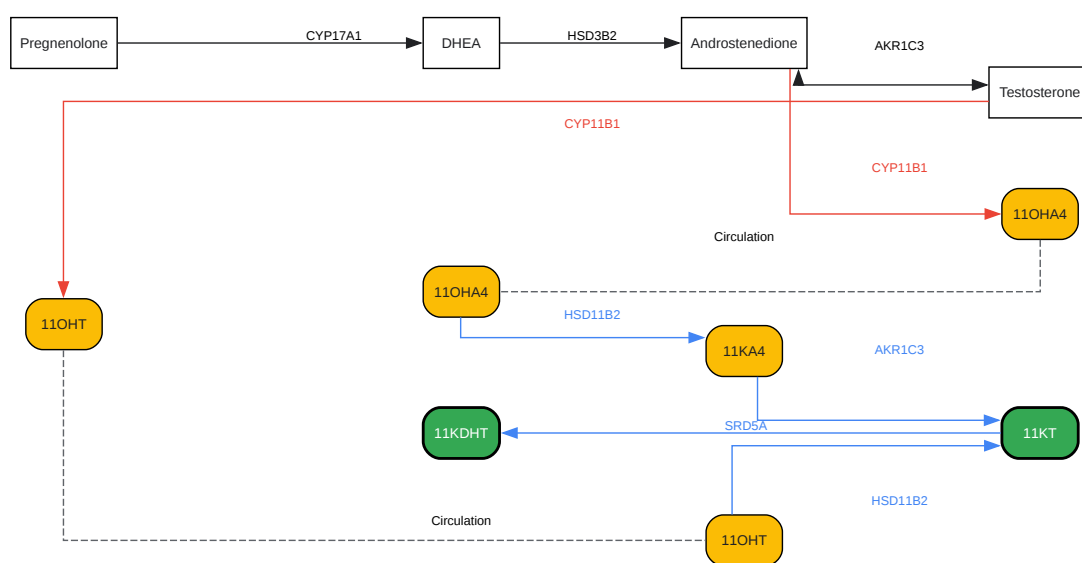 Pregnenolone
CYP17A1
DHEA
HSD3B2
Androstenedione
AKR1C3
Testosterone
CYP11B1
CYP11B1
11OHA4
Circulation
11OHA4
HSD11B2
11OHT
11KA4
AKR1C3
11KDHT
SRD5A
11KT
HSD11B2
Circulation
11OHT